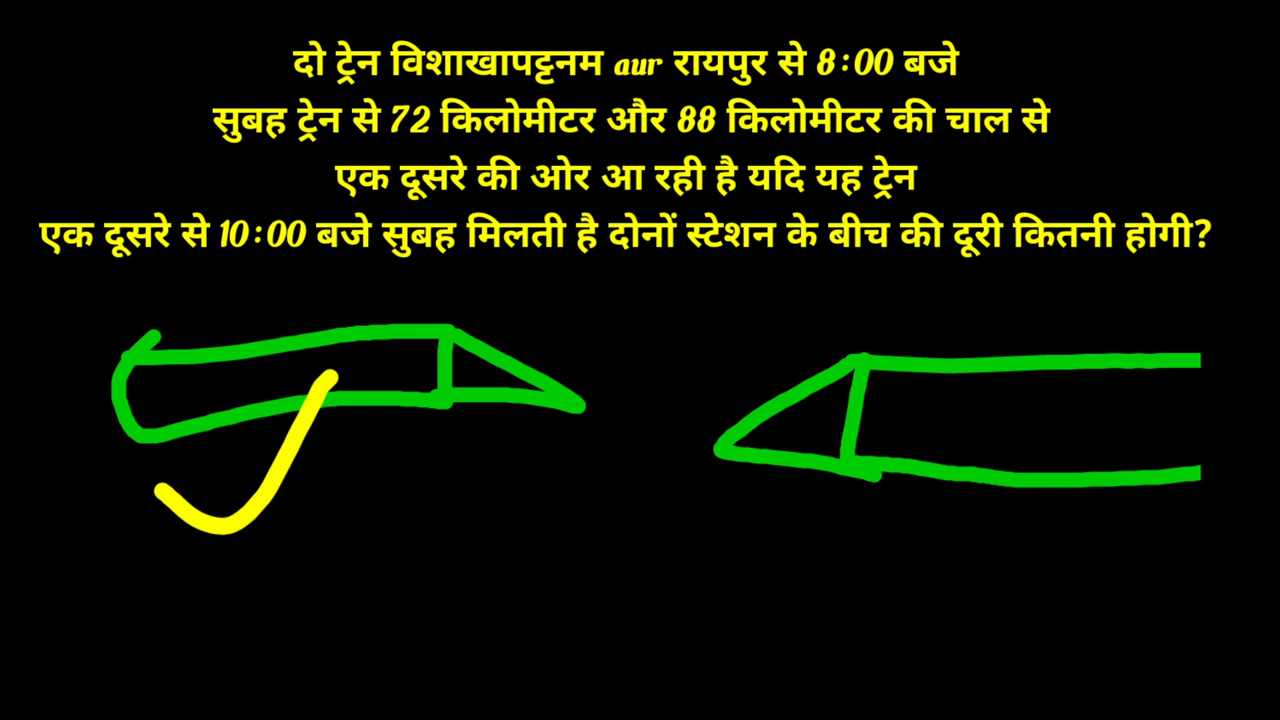 दो ट्रेन विशाखापट्टनम aur रायपुर से 8:00 बजे
सुबह ट्रेन से 72 किलोमीटर और 88 किलोमीटर की चाल से
एक दूसरे की ओर आ रही है यदि यह ट्रेन
एक दूसरे से 10:00 बजे सुबह मिलती है दोनों स्टेशन के बीच की दूरी कितनी होगी?